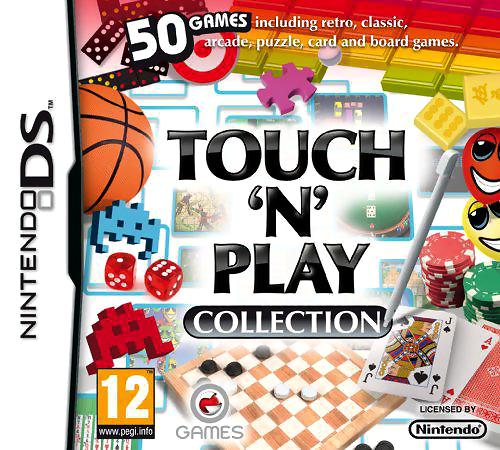 50 GAMES including retro, classic,
arcade, puzzle, card and board games.
NINTENDO DS™
TOUCH
'N'
PLAY
COLLECTION
12
www.pegi.info
GAMES
J
J
LICENSED BY
Nintendo®